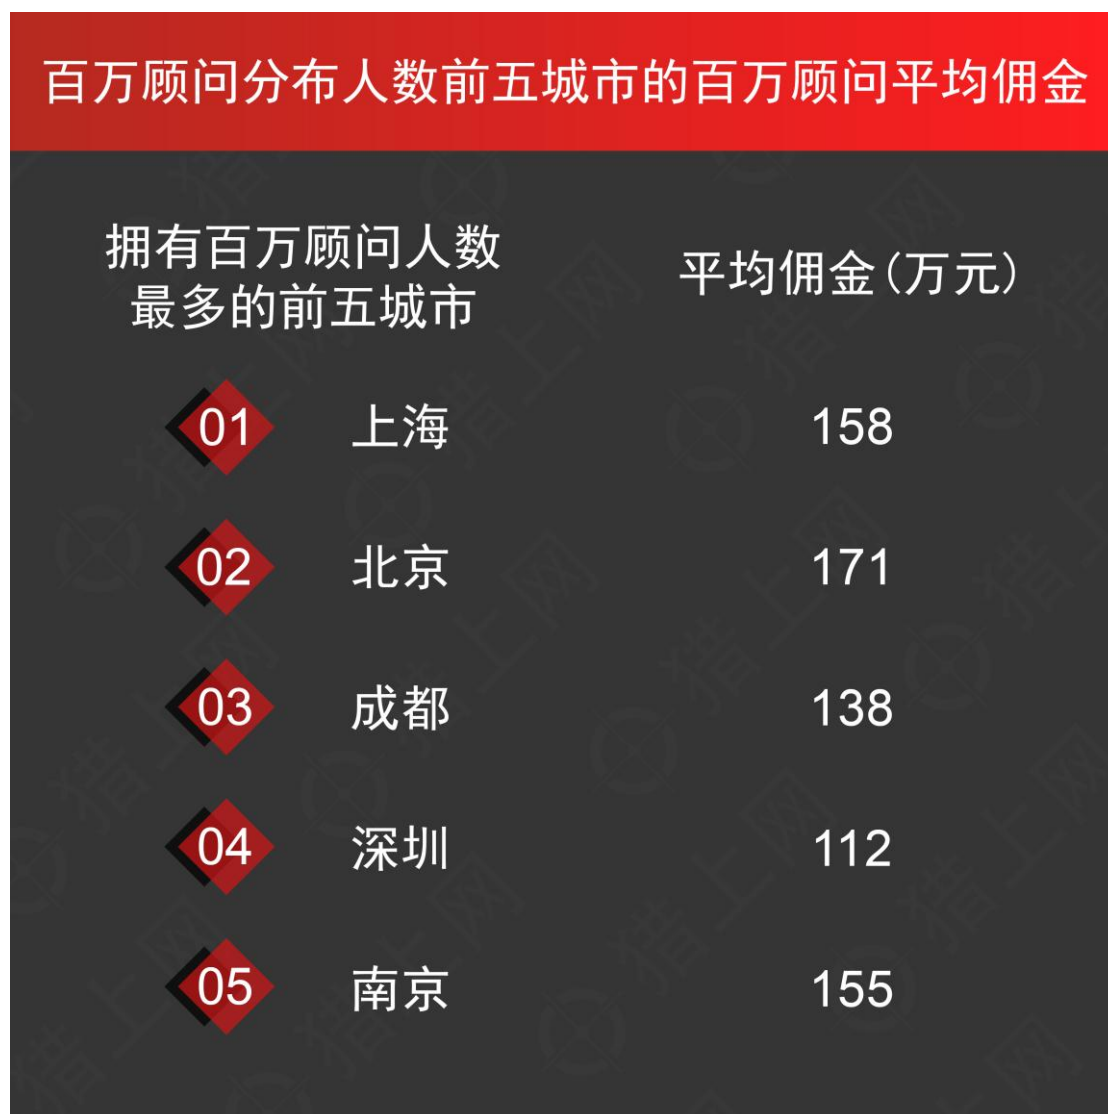 百万顾问分布人数前五城市的百万顾问平均佣金
拥有百万顾问人数
最多的前五城市
平均佣金(万元)
01 上海 158
02 北京 171
03 成都 138
04 深圳 112
05 南京 155
猎上网